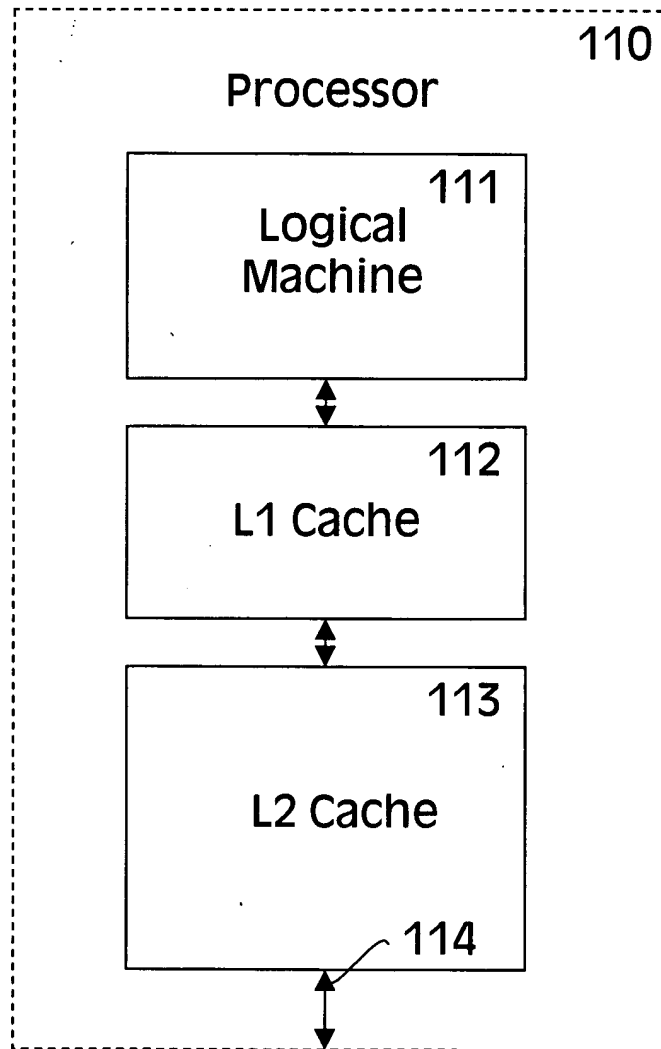 110
Processor
111
Logical
Machine
112
L1 Cache
113
L2 Cache
114